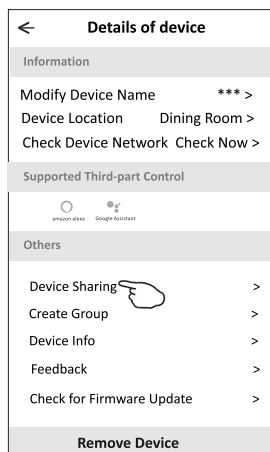 ← Details of device
Information
Modify Device Name *** >
Device Location Dining Room >
Check Device Network Check Now >
Supported Third-part Control
amazon alexa Google Assistant
Others
Device Sharing >
Create Group >
Device Info >
Feedback >
Check for Firmware Update >
Remove Device